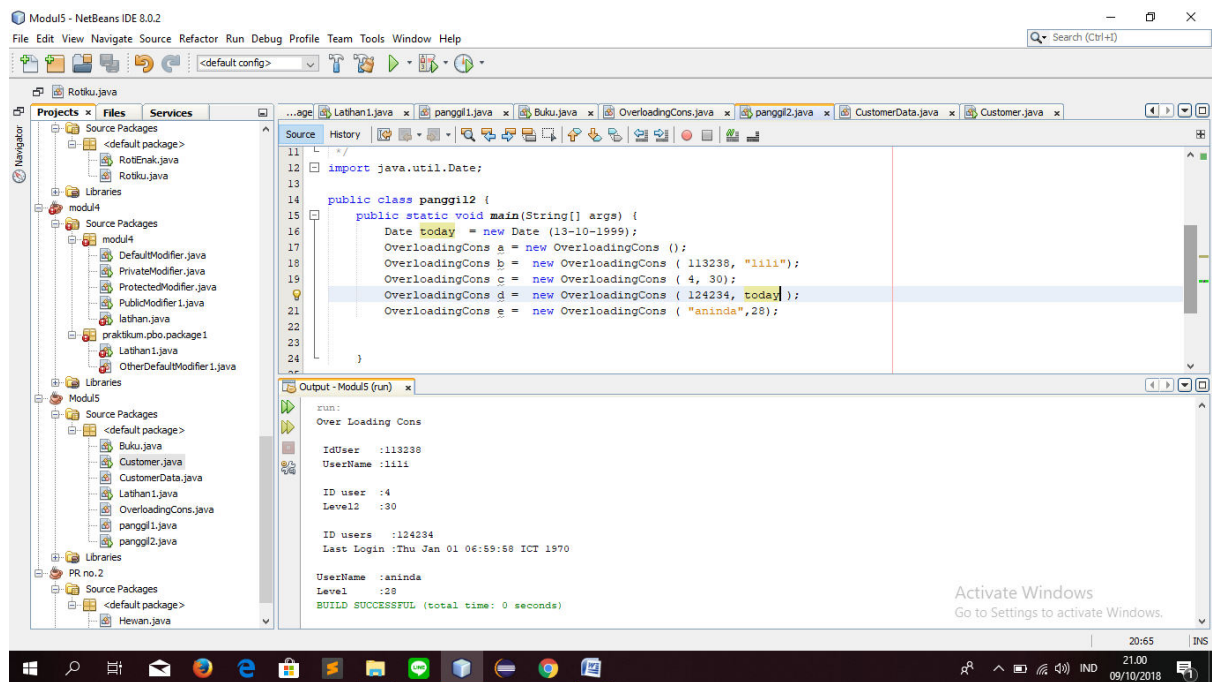 Modul5 - NetBeans IDE 8.0.2
File Edit View Navigate Source Refactor Run Debug Profile Team Tools Window Help
Search (Ctrl+I)
<default config>
Rotiku.java
Projects Files Services
Navigator
Source Packages
<default package>
RotiEnak.java
Rotiku.java
Libraries
modul4
Source Packages
modul4
DefaultModifier.java
PrivateModifier.java
ProtectedModifier.java
PublicModifier1.java
latihan.java
praktikum.pbo.package1
Latihan1.java
OtherDefaultModifier1.java
Libraries
Modul5
Source Packages
<default package>
Buku.java
Customer.java
CustomerData.java
Latihan1.java
OverloadingCons.java
panggil1.java
panggil2.java
Libraries
PR no.2
Source Packages
<default package>
Hewan.java
...age Latihan1.java panggil1.java Buku.java OverloadingCons.java panggil2.java CustomerData.java Customer.java
Source History
11 */
12 import java.util.Date;
13
14 public class panggil2 {
15 public static void main(String[] args) {
16 Date today  = new Date (13-10-1999);
17 OverloadingCons a = new OverloadingCons ();
18 OverloadingCons b =  new OverloadingCons ( 113238, "lili");
19 OverloadingCons c =  new OverloadingCons ( 4, 30);
OverloadingCons d =  new OverloadingCons ( 124234, today );
21 OverloadingCons e =  new OverloadingCons ( "aninda",28);
22
23
24 }
Output - Modul5 (run)
run:
Over Loading Cons
IdUser :113238
UserName :lili
ID user :4
Level2 :30
ID users :124234
Last Login :Thu Jan 01 06:59:58 ICT 1970
UserName :aninda
Level :28
BUILD SUCCESSFUL (total time: 0 seconds)
Activate Windows
Go to Settings to activate Windows.
20:65 INS
IND
21.00
09/10/2018